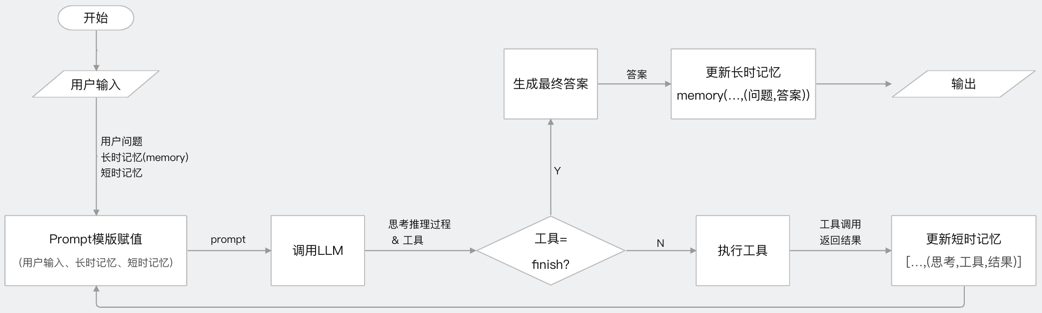 开始
用户输入
用户问题
长时记忆(memory)
短时记忆
Prompt模版赋值
(用户输入、长时记忆、短时记忆)
prompt
调用LLM
思考推理过程
& 工具
工具=
finish?
Y
生成最终答案
答案
更新长时记忆
memory(...,(问题,答案))
输出
N
执行工具
工具调用
返回结果
更新短时记忆
[...,(思考,工具,结果)]